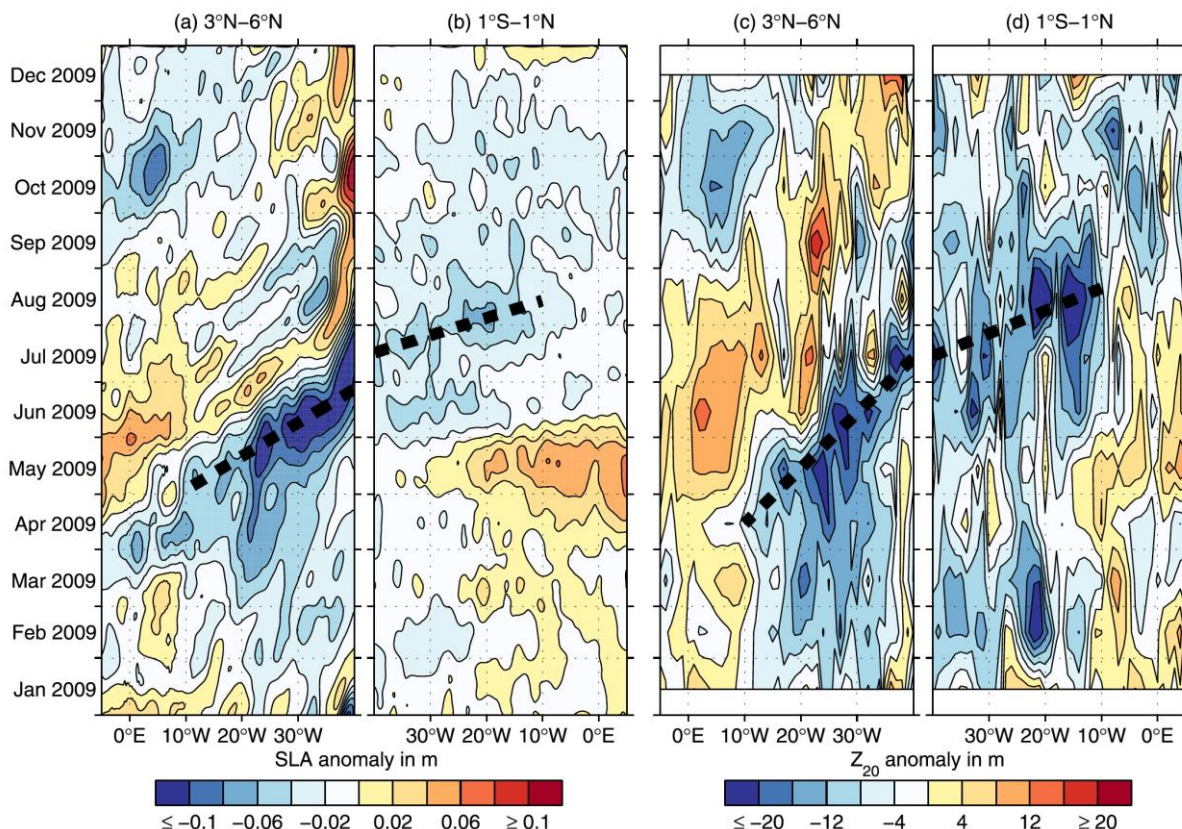 (a) 3°N−6°N
(b) 1°S−1°N
(c) 3°N−6°N
(d) 1°S−1°N
Dec 2009
Nov 2009
Oct 2009
Sep 2009
Aug 2009
Jul 2009
Jun 2009
May 2009
Apr 2009
Mar 2009
Feb 2009
Jan 2009
0°E 10°W 20°W 30°W
30°W 20°W 10°W 0°E
0°E 10°W 20°W 30°W
30°W 20°W 10°W 0°E
SLA anomaly in m
≤ −0.1 −0.06 −0.02 0.02 0.06 ≥ 0.1
Z20 anomaly in m
≤ −20 −12 −4 4 12 ≥ 20